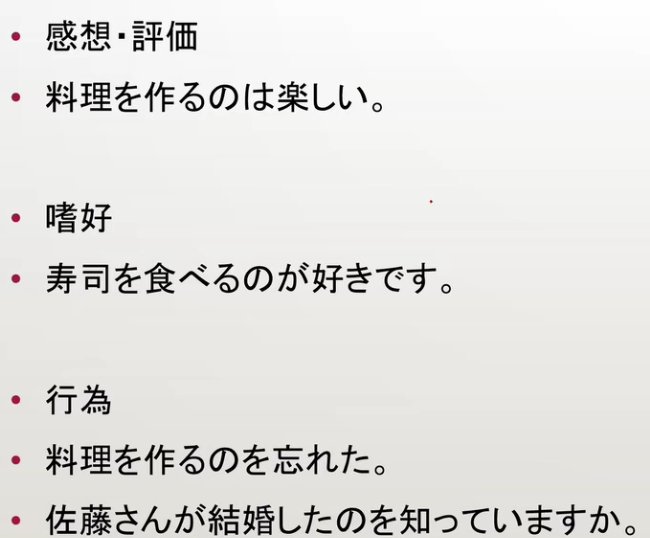 • 感想・評価
• 料理を作るのは楽しい。
• 嗜好
• 寿司を食べるのが好きです。
• 行為
• 料理を作るのを忘れた。
• 佐藤さんが結婚したのを知っていますか。